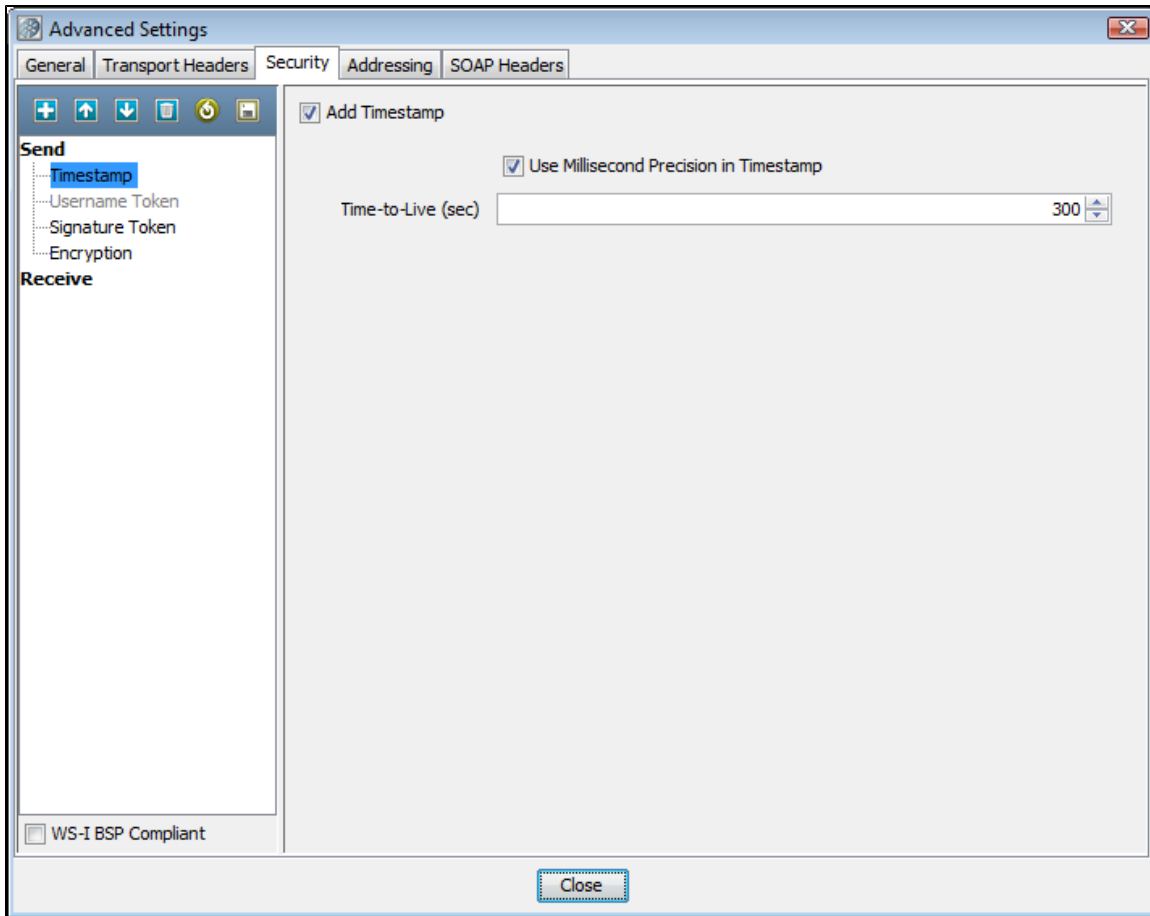 Advanced Settings
General Transport Headers Security Addressing SOAP Headers
Add Timestamp
Send
Timestamp
Use Millisecond Precision in Timestamp
Username Token
Time-to-Live (sec) 300
Signature Token
Encryption
Receive
WS-I BSP Compliant
Close